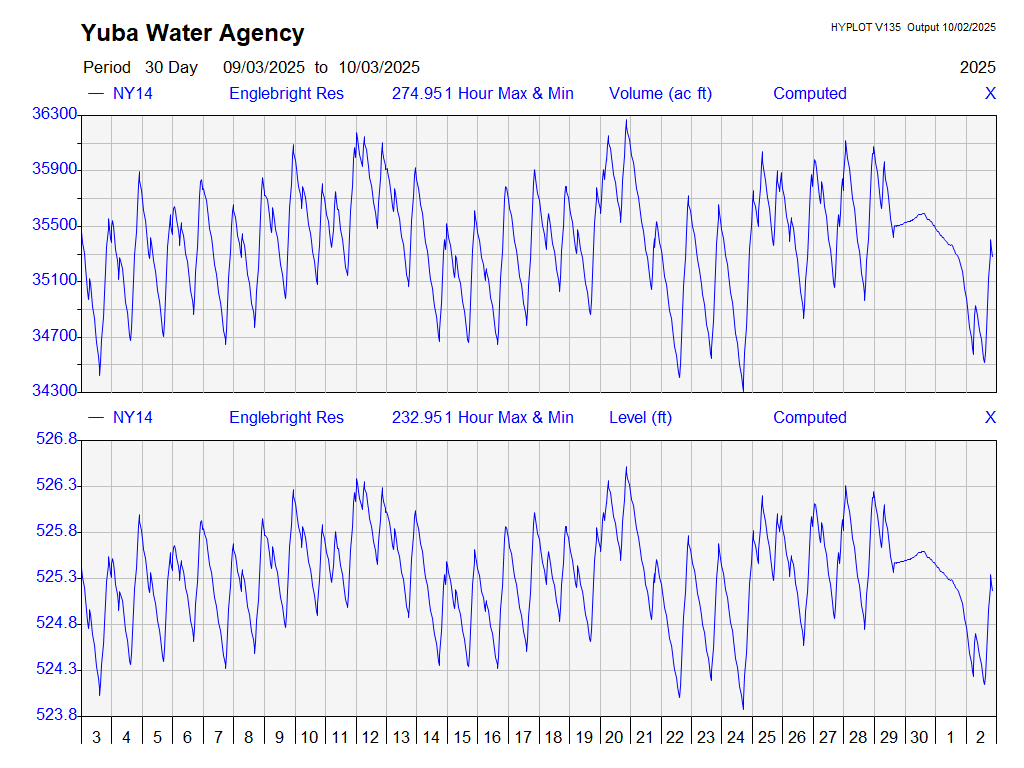 Yuba Water Agency
HYPLOT V135 Output 10/02/2025
Period 30 Day 09/03/2025 to 10/03/2025 2025
NY14 Englebright Res 274.951 Hour Max & Min Volume (ac ft) Computed X
36300
35900
35500
35100
34700
34300
NY14 Englebright Res 232.951 Hour Max & Min Level (ft) Computed X
526.8
526.3
525.8
525.3
524.8
524.3
523.8
3 4 5 6 7 8 9 10 11 12 13 14 15 16 17 18 19 20 21 22 23 24 25 26 27 28 29 30 1 2